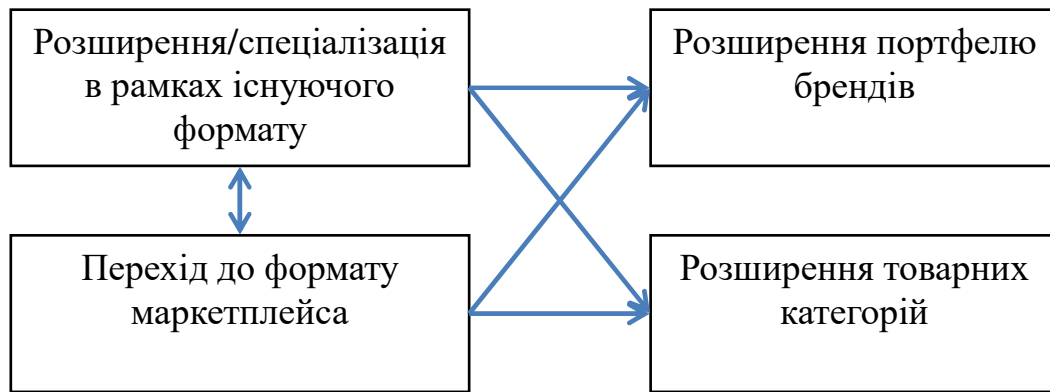 Розширення/спеціалізація
в рамках існуючого
формату
Розширення портфелю
брендів
Перехід до формату
маркетплейса
Розширення товарних
категорій